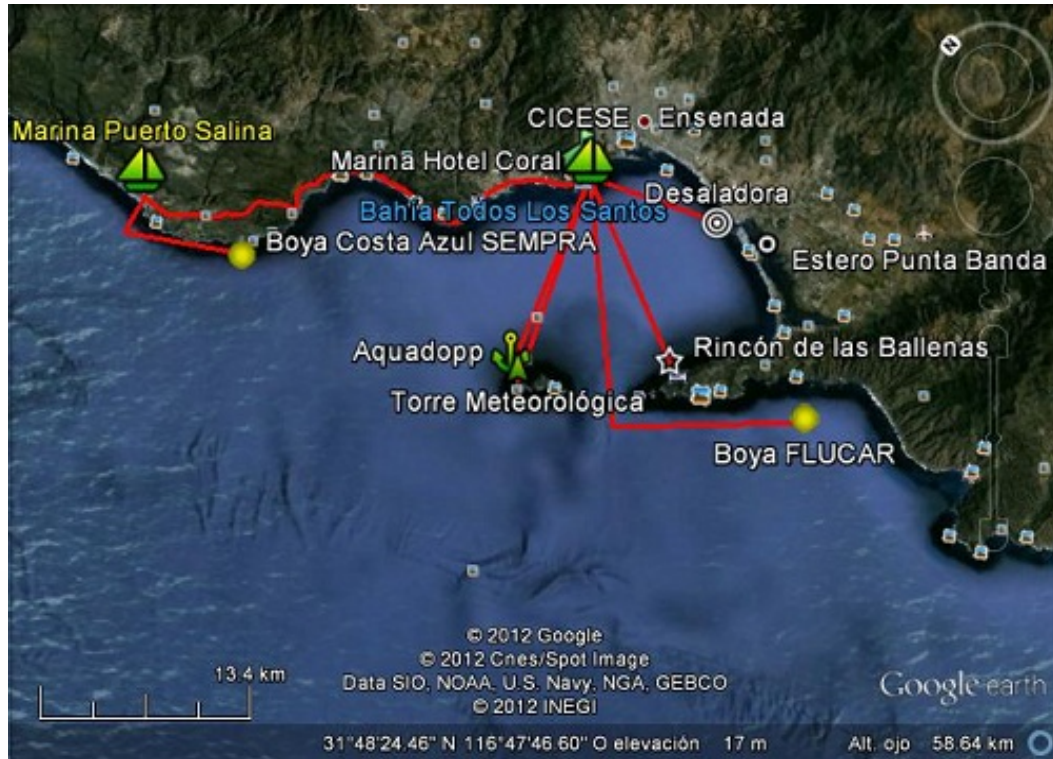 N
CICESE
Ensenada
Marina Puerto Salina
Marina Hotel Coral
Desaladora
Bahía Todos Los Santos
Boya Costa Azul SEMPRA
Estero Punta Banda
Aquadopp
Rincón de las Ballenas
Torre Meteorológica
Boya FLUCAR
© 2012 Google
© 2012 Cnes/Spot Image
Data SIO, NOAA, U.S. Navy, NGA, GEBCO
© 2012 INEGI
13.4 km
Google earth
31°48'24.46" N 116°47'46.60" O elevación 17 m Alt. ojo 58.64 km